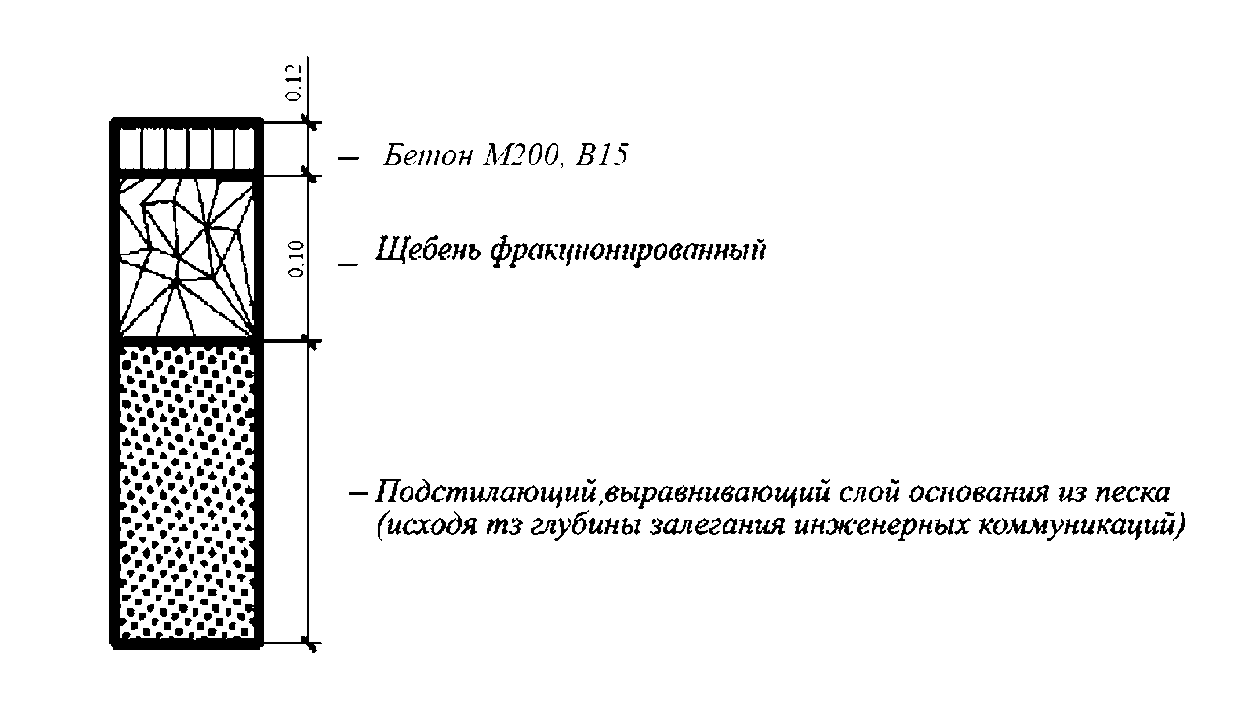 0.12
– Бетон М200, В15
0.10
– Щебень фракционированный
– Подстилающий,выравнивающий слой основания из песка
(исходя тз глубины залегания инженерных коммуникаций)